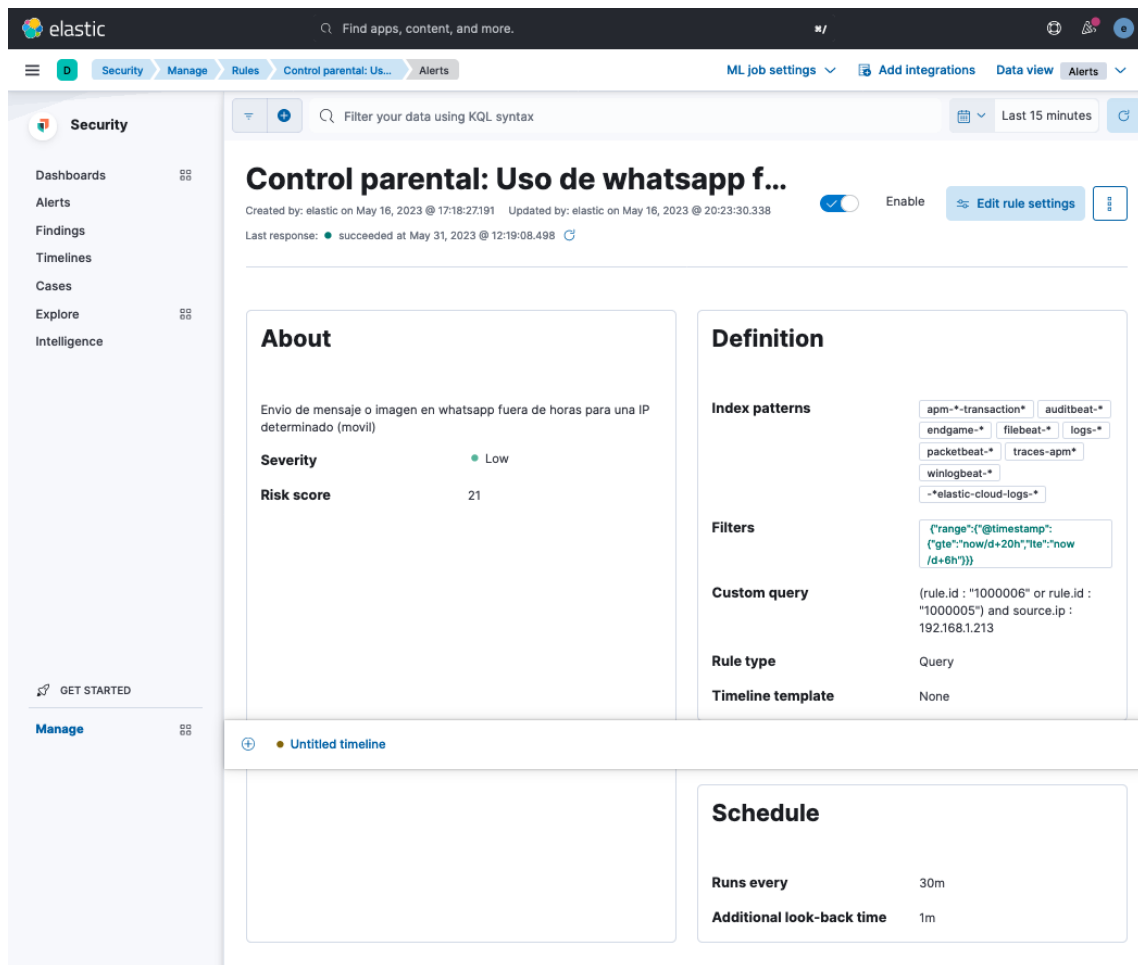 elastic
Find apps, content, and more.
⌘/
e
D
Security
Manage
Rules
Control parental: Us...
Alerts
ML job settings
Add integrations
Data view
Alerts
Security
Filter your data using KQL syntax
Last 15 minutes
Dashboards
Alerts
Findings
Timelines
Cases
Explore
Intelligence
GET STARTED
Manage
Control parental: Uso de whatsapp f...
Created by: elastic on May 16, 2023 @ 17:18:27.191 Updated by: elastic on May 16, 2023 @ 20:23:30.338
Last response: succeeded at May 31, 2023 @ 12:19:08.498
Enable
Edit rule settings
About
Envio de mensaje o imagen en whatsapp fuera de horas para una IP
determinado (movil)
Severity
Low
Risk score
21
Definition
Index patterns
apm-*-transaction* auditbeat-*
endgame-* filebeat-* logs-*
packetbeat-* traces-apm*
winlogbeat-*
-*elastic-cloud-logs-*
Filters
{"range":{"@timestamp":
{"gte":"now/d+20h","lte":"now
/d+6h"}}}
Custom query
(rule.id : "1000006" or rule.id :
"1000005") and source.ip :
192.168.1.213
Rule type
Query
Timeline template
None
Untitled timeline
Schedule
Runs every
30m
Additional look-back time
1m